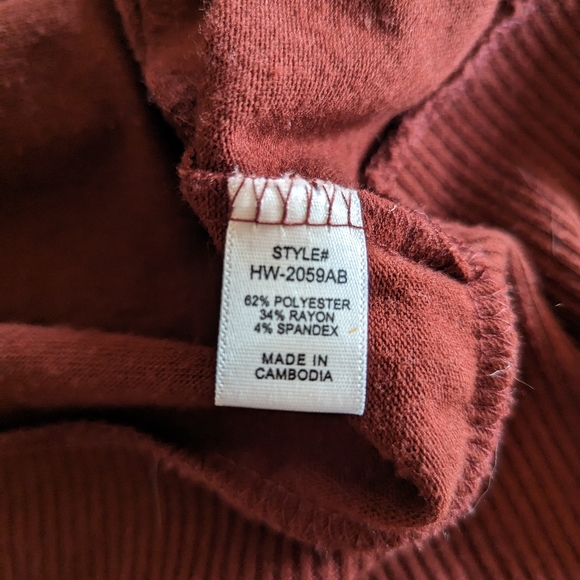 STYLE#
HW-2059AB
62% POLYESTER
34% RAYON
4% SPANDEX
MADE IN
CAMBODIA